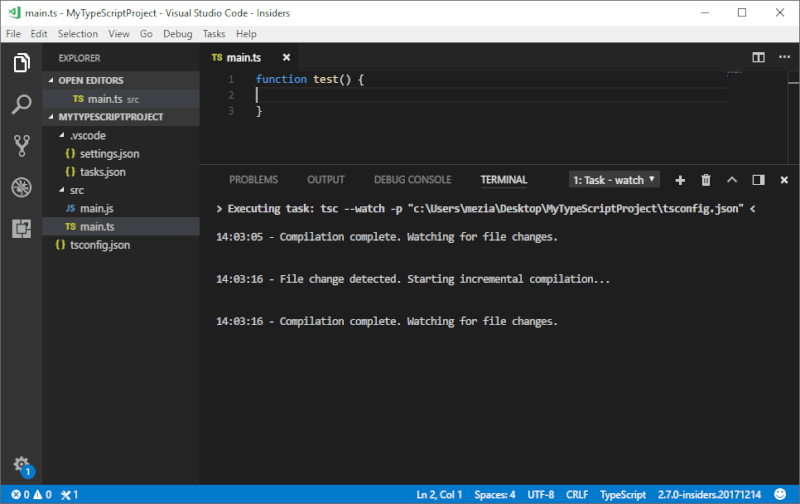 main.ts - MyTypeScriptProject - Visual Studio Code - Insiders
File Edit Selection View Go Debug Tasks Help
EXPLORER
OPEN EDITORS
TS main.ts src
MYTYPESCRIPTPROJECT
.vscode
{} settings.json
{} tasks.json
src
JS main.js
TS main.ts
{} tsconfig.json
TS main.ts
1 function test() {
2
3 }
PROBLEMS OUTPUT DEBUG CONSOLE TERMINAL 1: Task - watch
> Executing task: tsc --watch -p "c:\Users\mezia\Desktop\MyTypeScriptProject\tsconfig.json" <
14:03:05 - Compilation complete. Watching for file changes.
14:03:16 - File change detected. Starting incremental compilation...
14:03:16 - Compilation complete. Watching for file changes.
1
0 0 1 Ln 2, Col 1 Spaces: 4 UTF-8 CRLF TypeScript 2.7.0-insiders.20171214